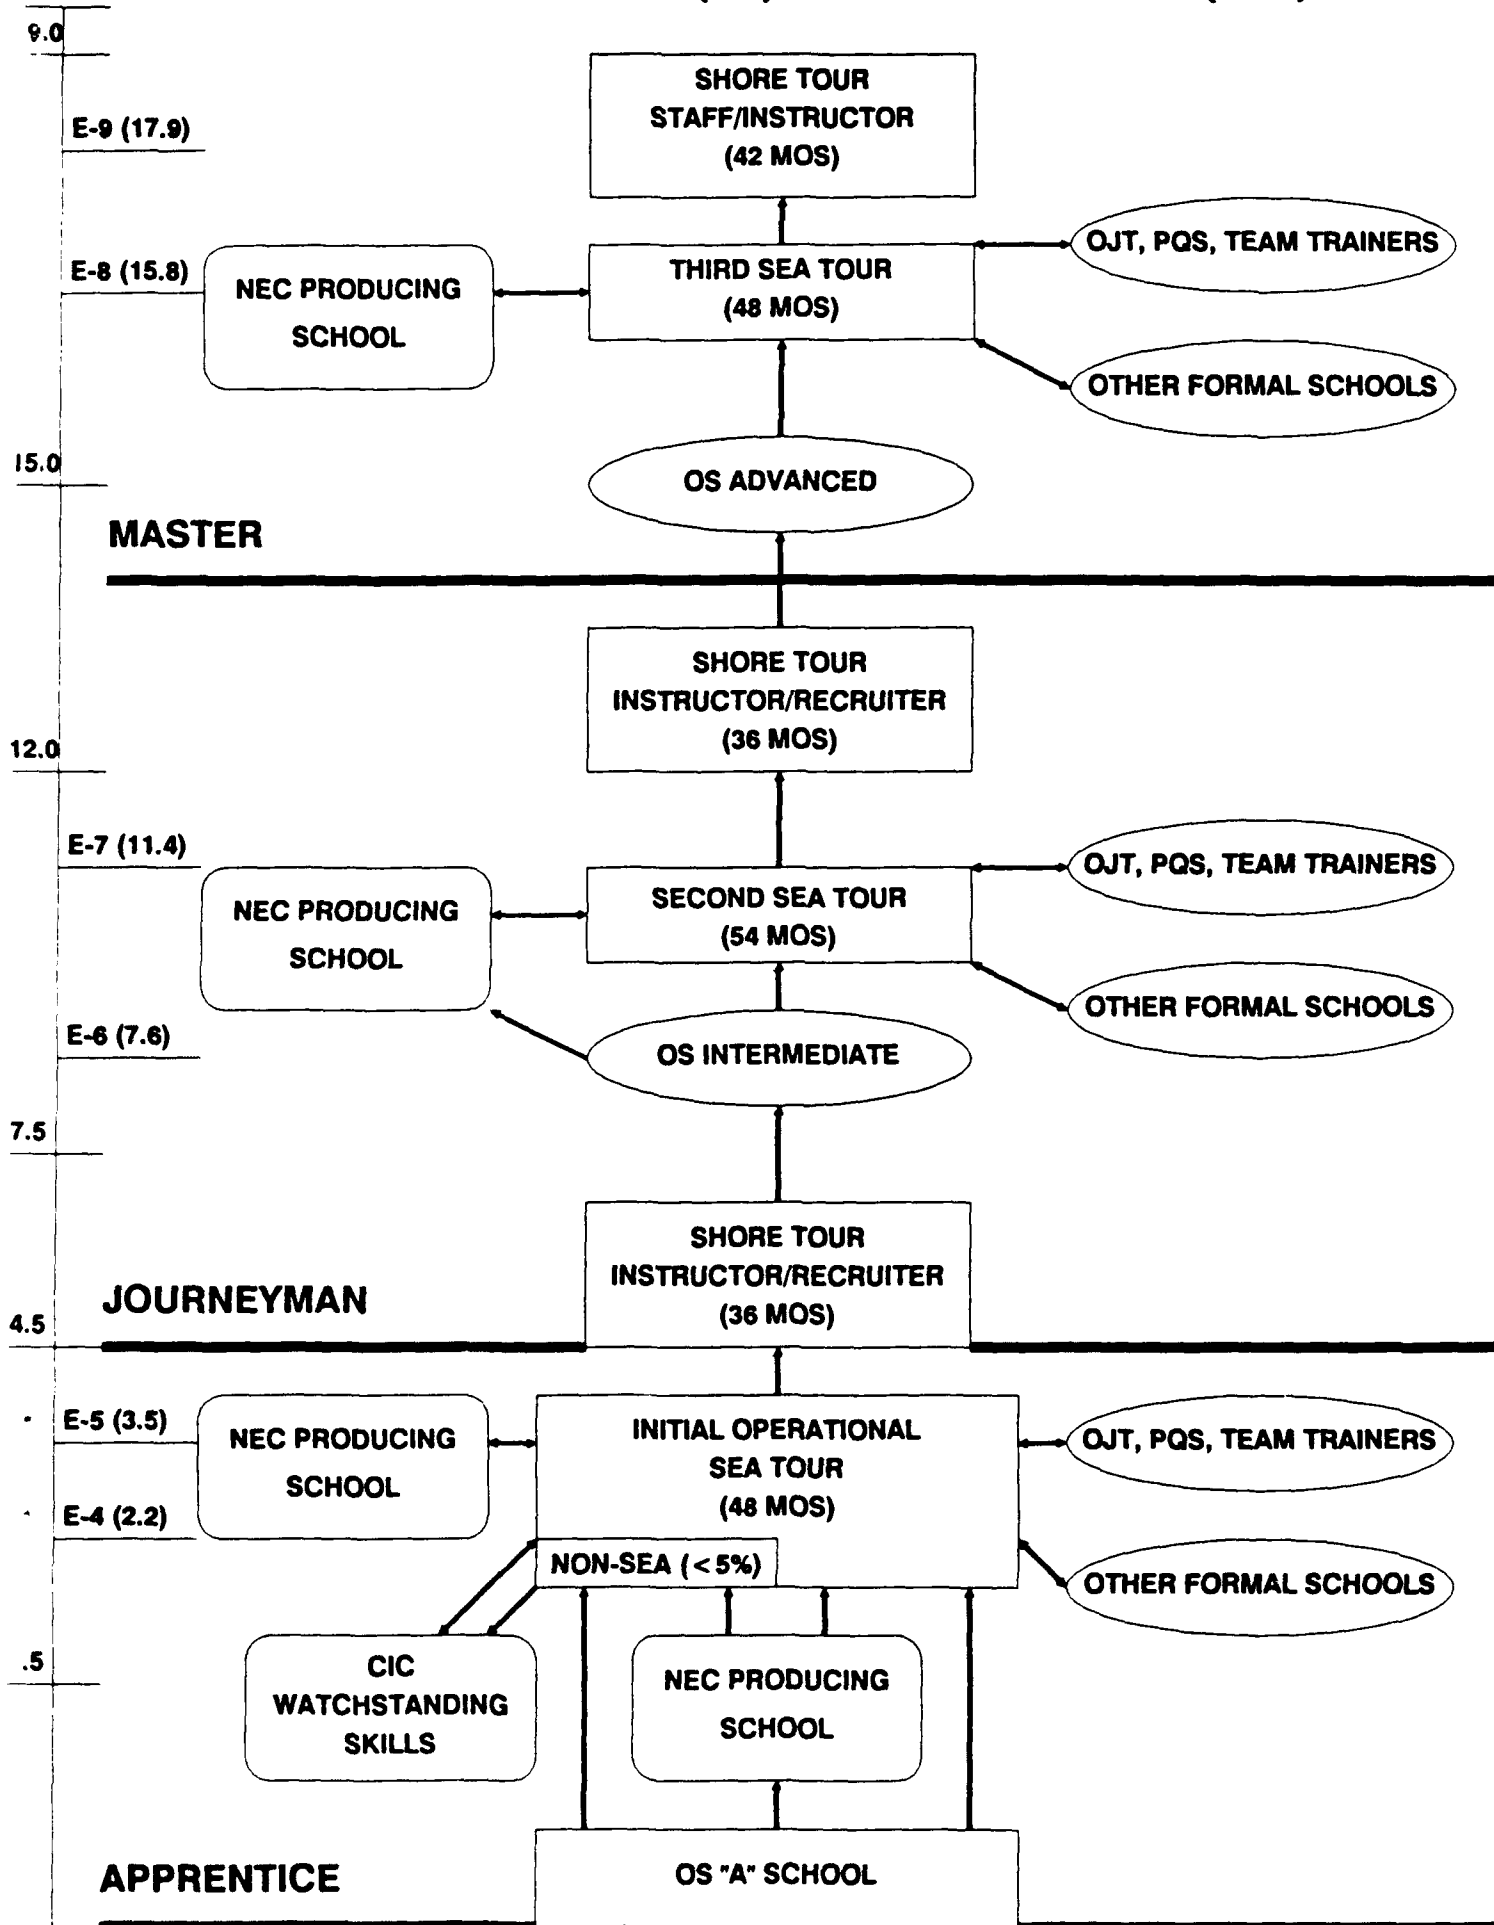 9.0
SHORE TOUR
STAFF/INSTRUCTOR
(42 MOS)
E-9 (17.9)
OJT, PQS, TEAM TRAINERS
E-8 (15.8)
NEC PRODUCING
SCHOOL
THIRD SEA TOUR
(48 MOS)
OTHER FORMAL SCHOOLS
15.0
OS ADVANCED
MASTER
SHORE TOUR
INSTRUCTOR/RECRUITER
(36 MOS)
12.0
E-7 (11.4)
OJT, PQS, TEAM TRAINERS
NEC PRODUCING
SCHOOL
SECOND SEA TOUR
(54 MOS)
OTHER FORMAL SCHOOLS
E-6 (7.6)
OS INTERMEDIATE
7.5
SHORE TOUR
INSTRUCTOR/RECRUITER
(36 MOS)
JOURNEYMAN
4.5
E-5 (3.5)
NEC PRODUCING
SCHOOL
INITIAL OPERATIONAL
SEA TOUR
(48 MOS)
OJT, PQS, TEAM TRAINERS
E-4 (2.2)
NON-SEA (<5%)
OTHER FORMAL SCHOOLS
.5
CIC
WATCHSTANDING
SKILLS
NEC PRODUCING
SCHOOL
APPRENTICE
OS "A" SCHOOL